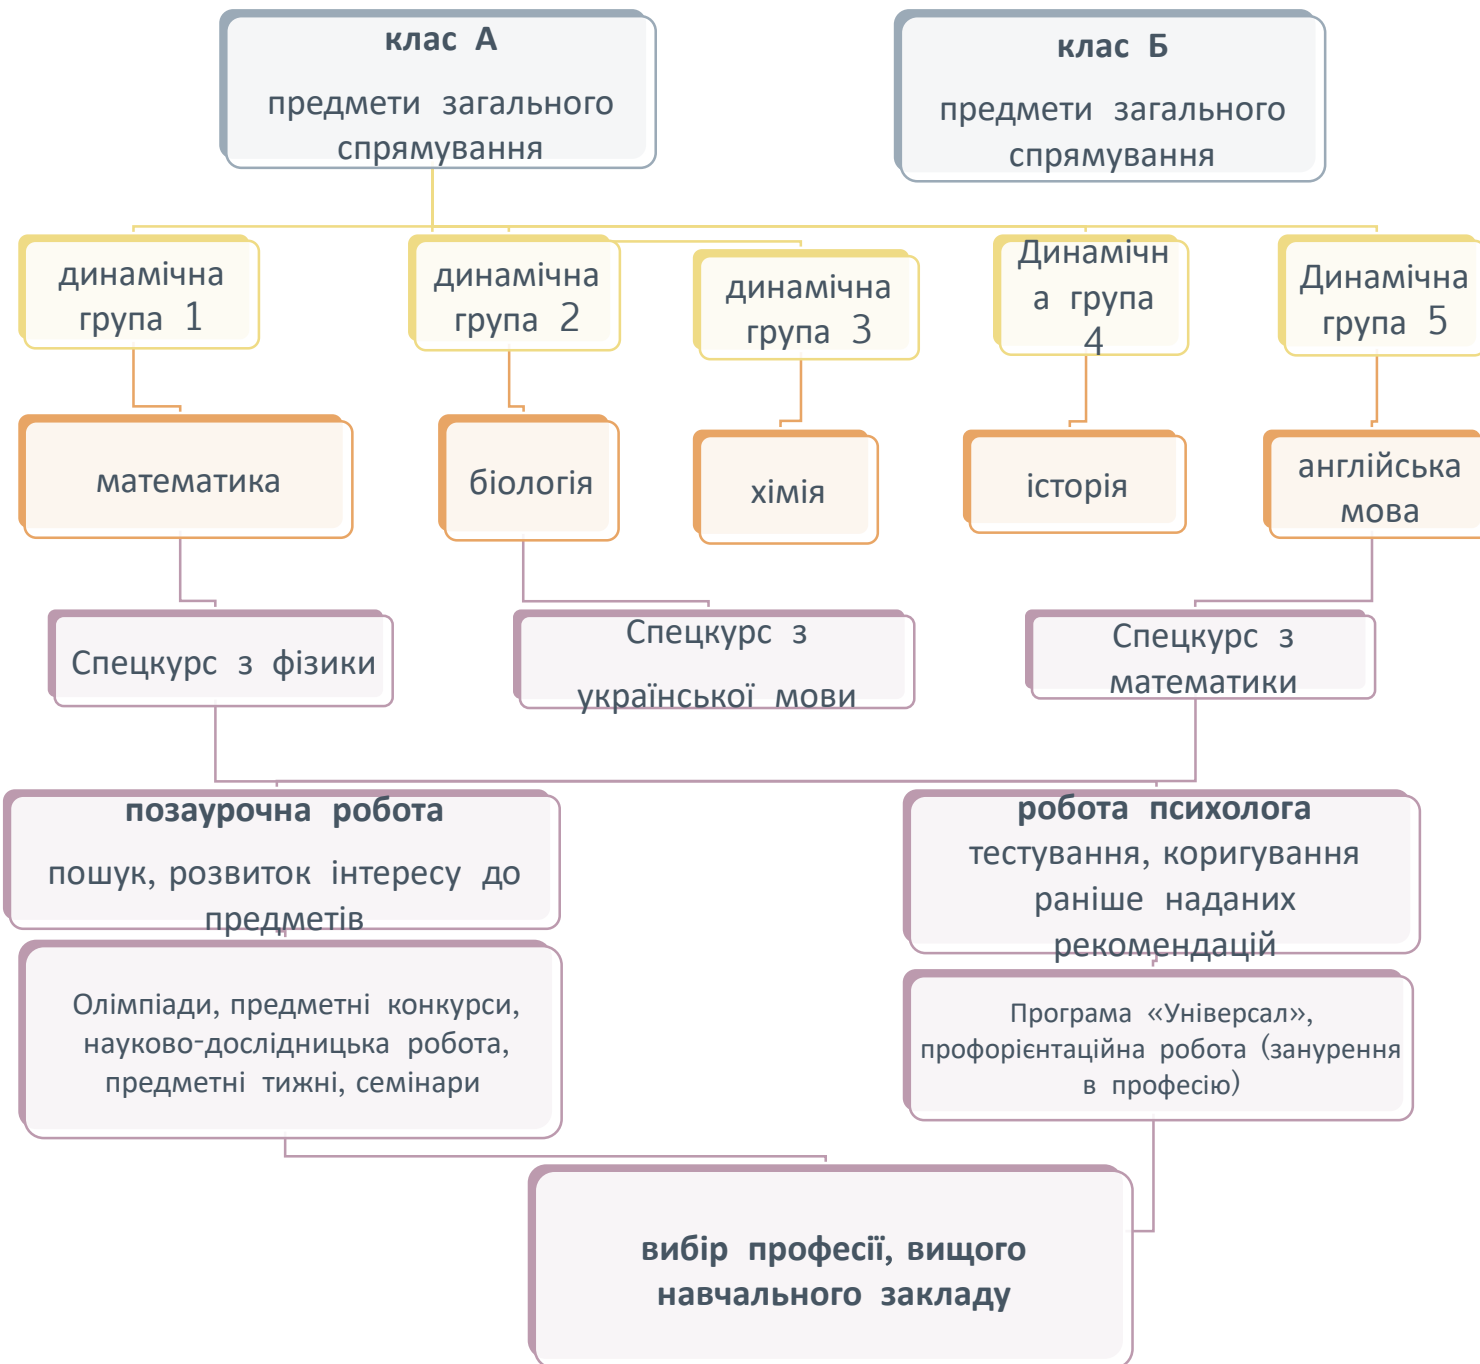 клас А
предмети загального
спрямування
клас Б
предмети загального
спрямування
динамічна
група 1
динамічна
група 2
динамічна
група 3
Динамічн
а група
4
Динамічна
група 5
математика
біологія
хімія
історія
англійська
мова
Спецкурс з фізики
Спецкурс з
української мови
Спецкурс з
математики
позаурочна робота
пошук, розвиток інтересу до
предметів
робота психолога
тестування, коригування
раніше наданих
рекомендацій
Олімпіади, предметні конкурси,
науково-дослідницька робота,
предметні тижні, семінари
Програма «Універсал»,
профорієнтаційна робота (занурення
в професію)
вибір професії, вищого
навчального закладу